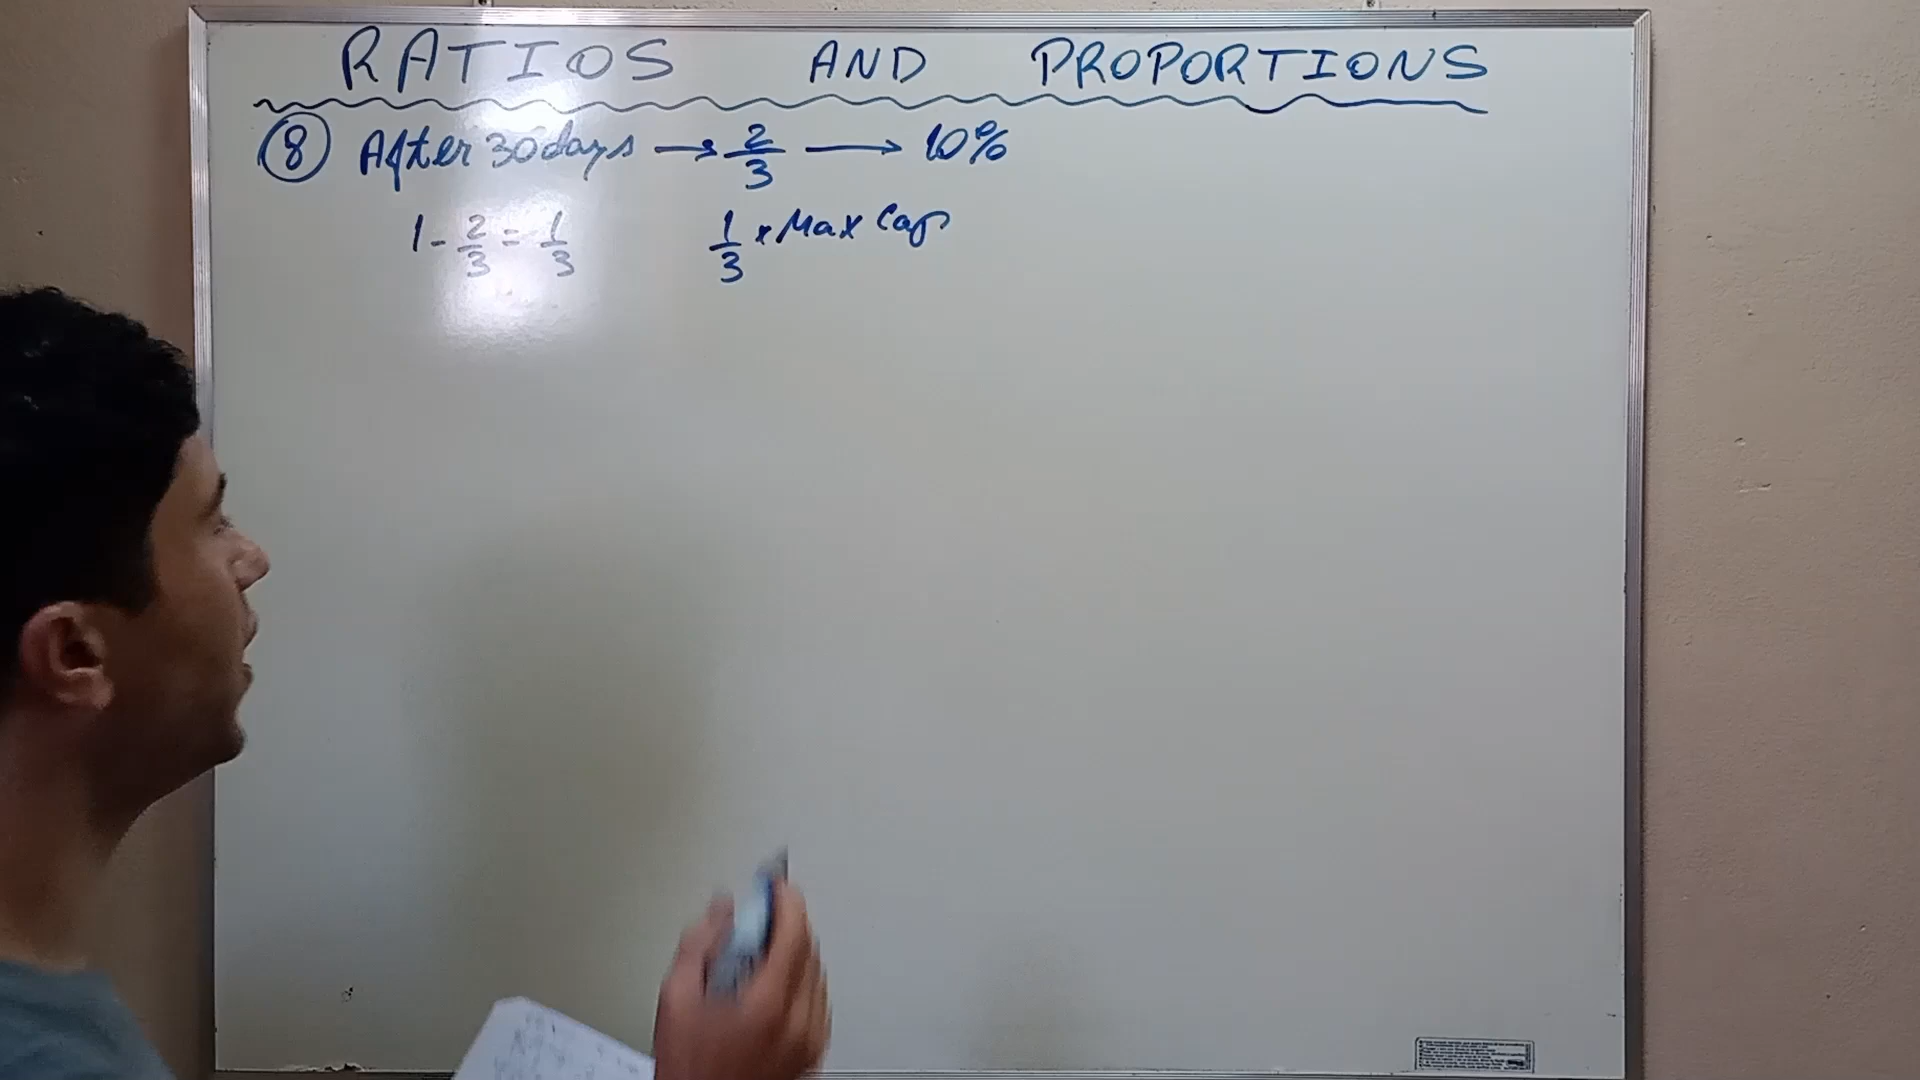 RATIOS AND PROPORTIONS
⑧ After 30 days → 2/3 → 10%
1 - 2/3 = 1/3    1/3 × Max Cap